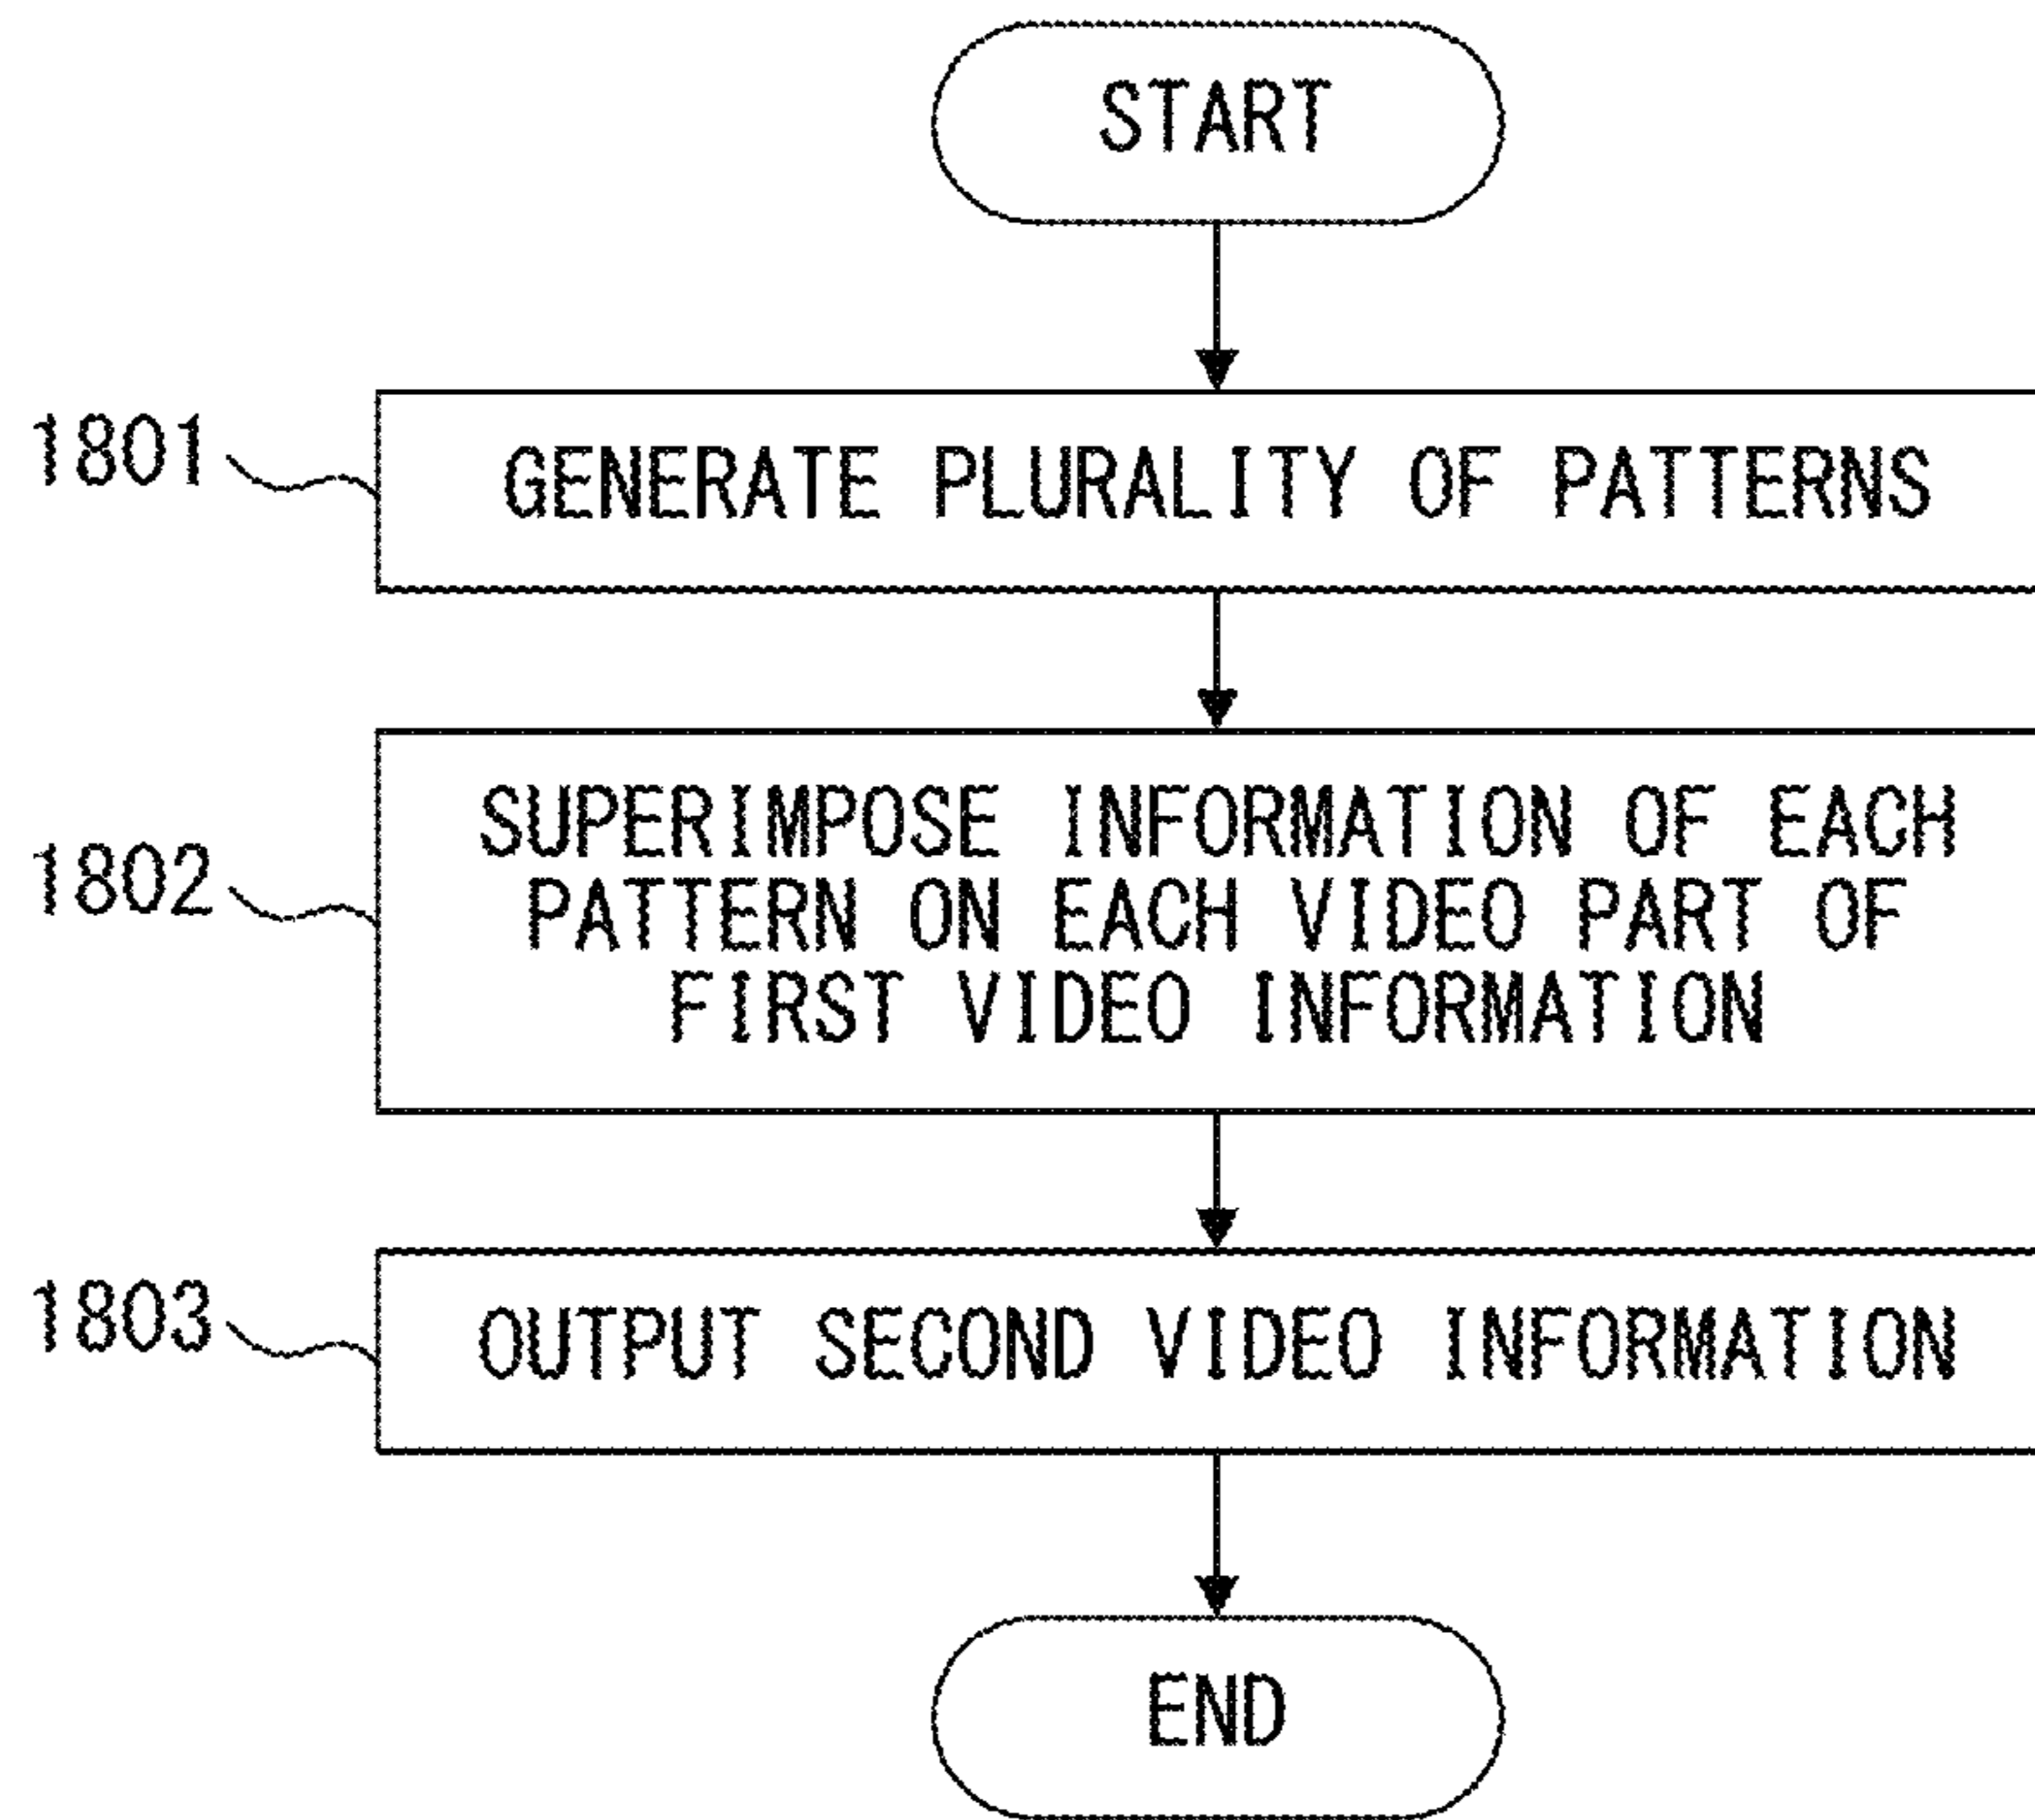 START
1801
GENERATE PLURALITY OF PATTERNS
1802
SUPERIMPOSE INFORMATION OF EACH
PATTERN ON EACH VIDEO PART OF
FIRST VIDEO INFORMATION
1803
OUTPUT SECOND VIDEO INFORMATION
END